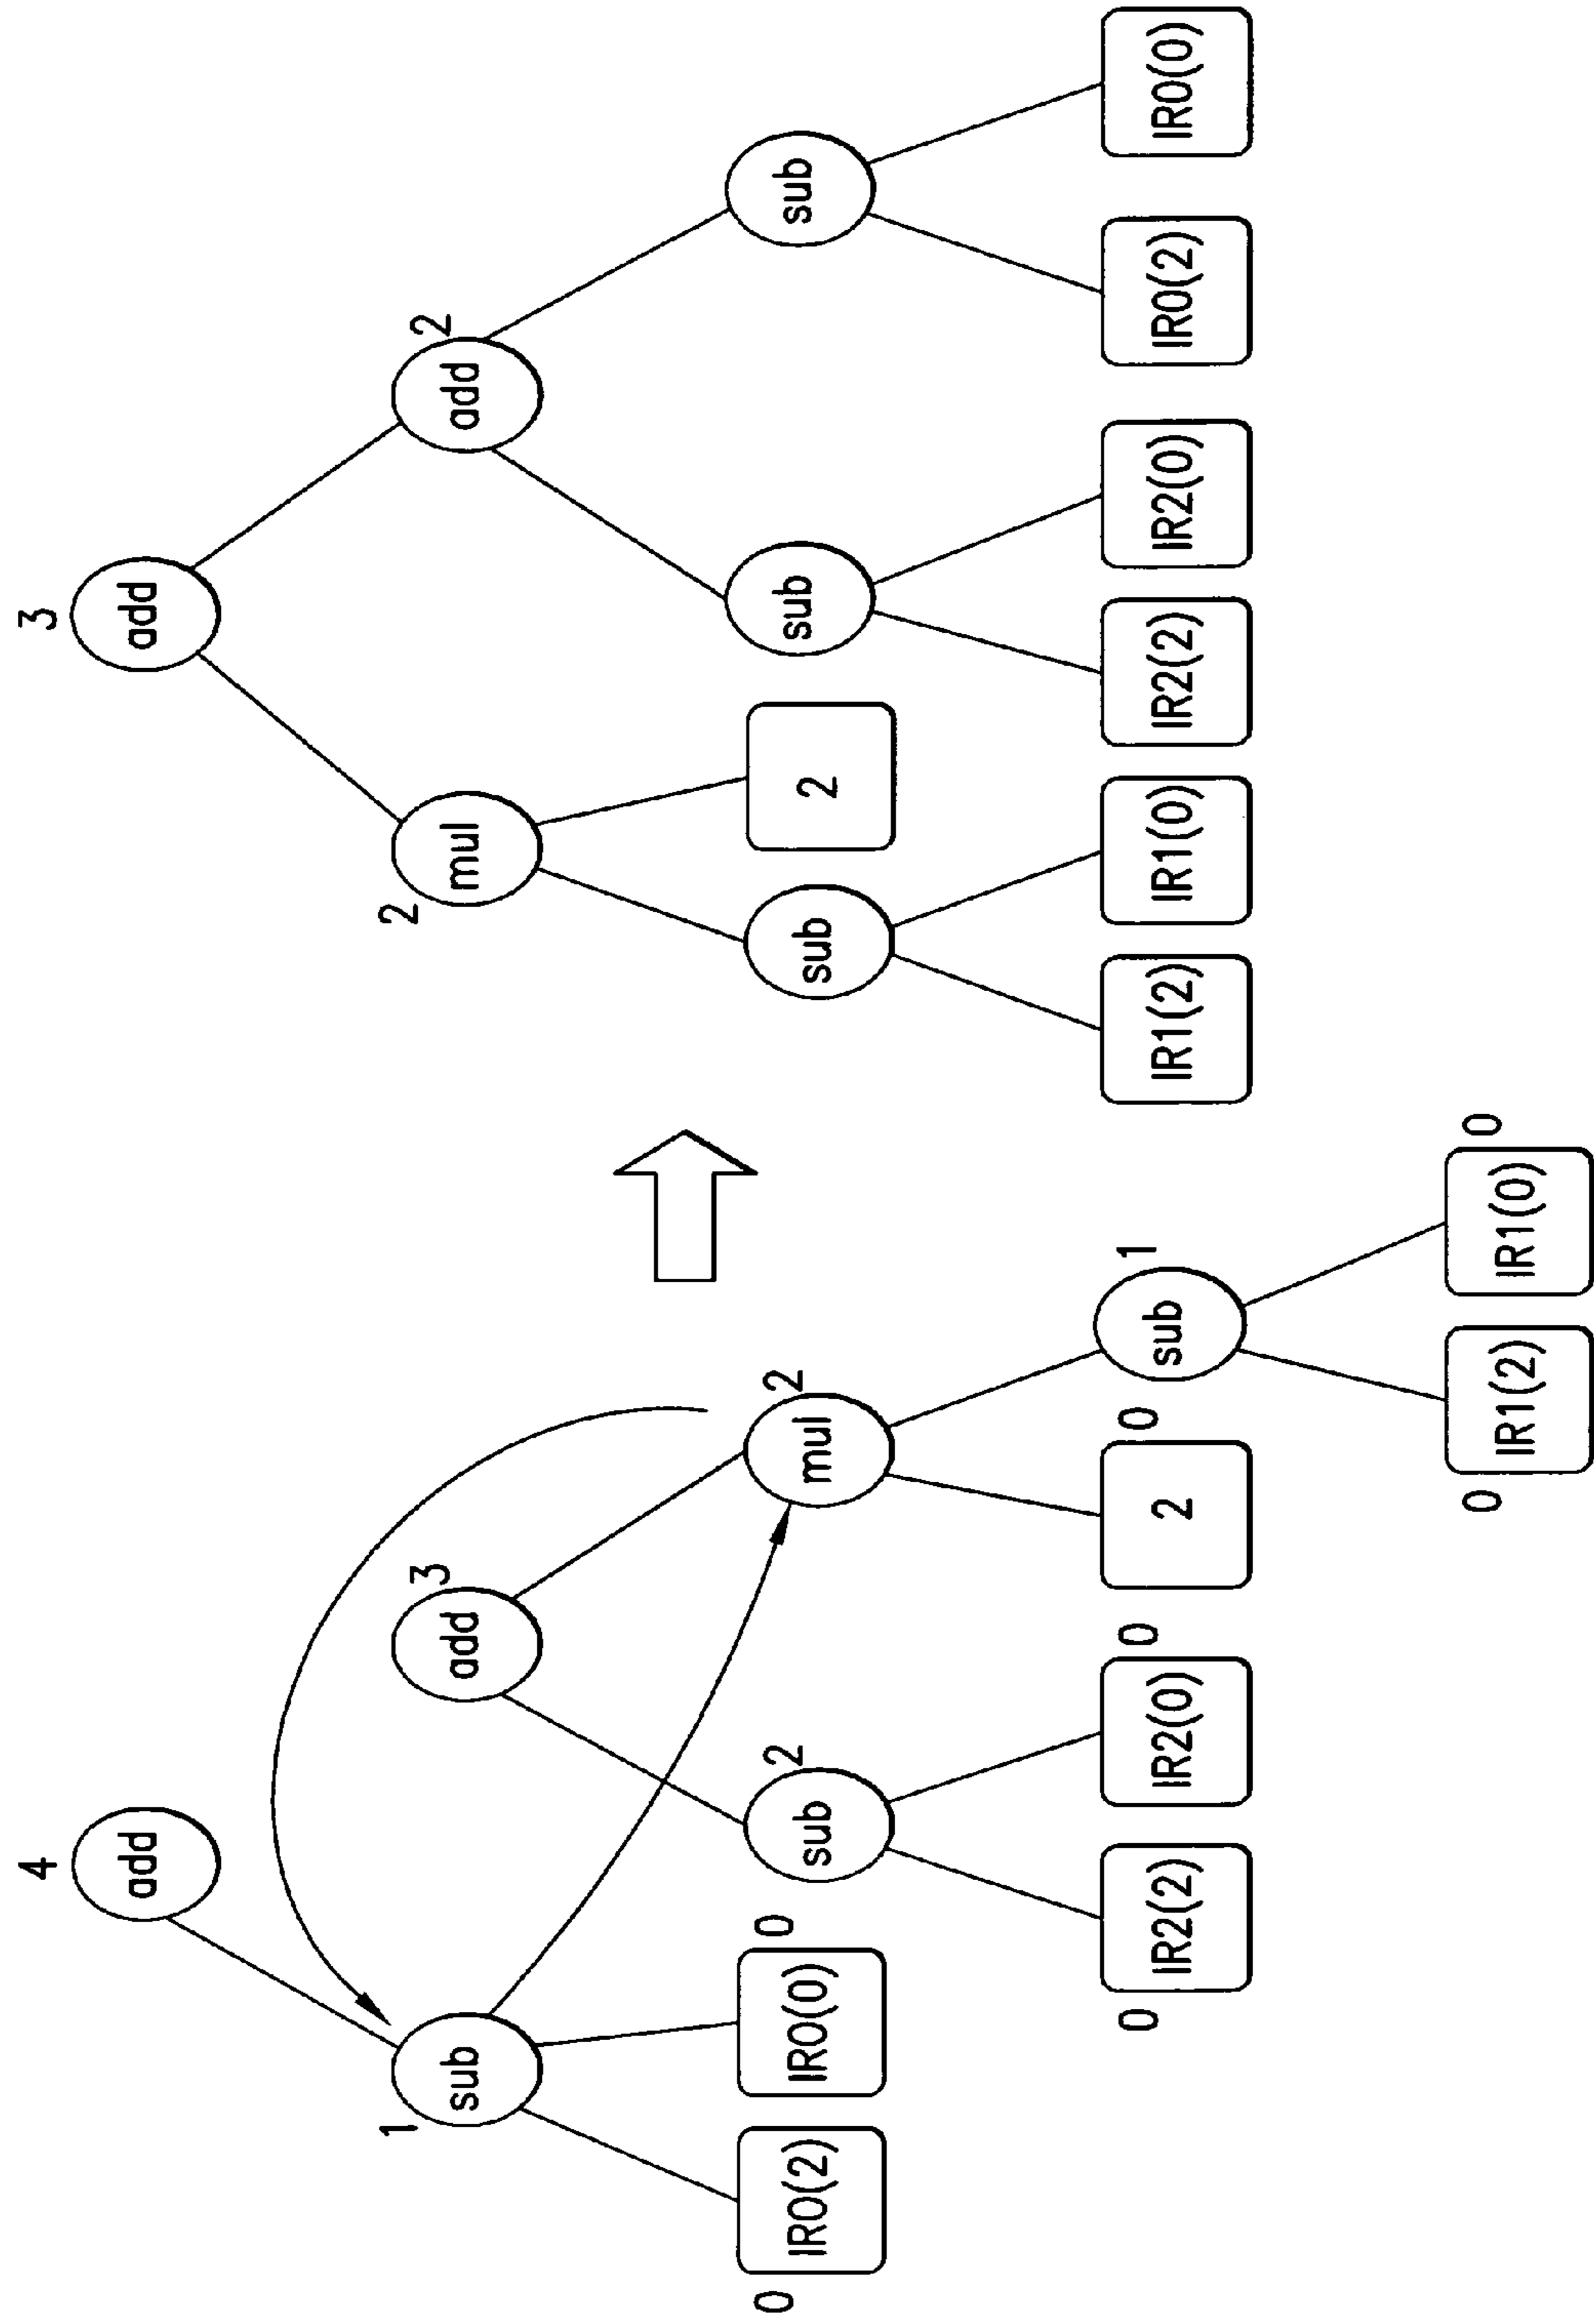 4
add
1
sub
3
add
0
IR0(2)
IR0(0)
0
2
sub
2
mul
0
IR2(2)
IR2(0)
0
2
0
1
sub
0
IR1(2)
IR1(0)
0
3
add
2
mul
2
add
sub
2
sub
sub
IR1(2)
IR1(0)
IR2(2)
IR2(0)
IR0(2)
IR0(0)